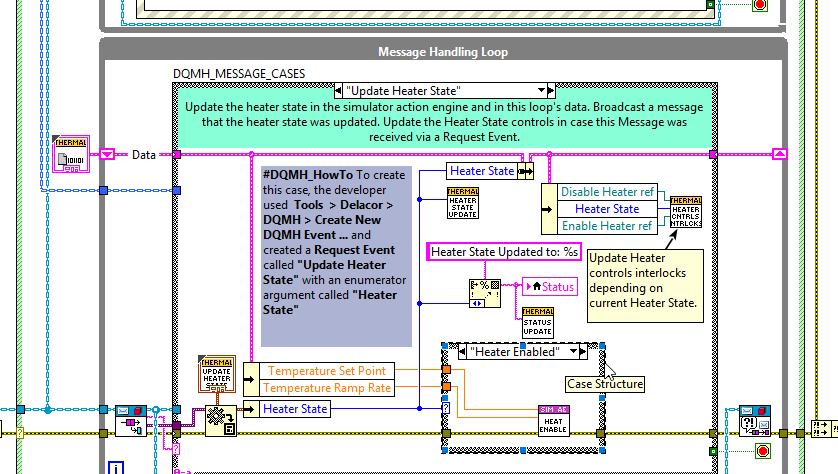 Message Handling Loop
DQMH_MESSAGE_CASES
"Update Heater State"
Update the heater state in the simulator action engine and in this loop's data. Broadcast a message
that the heater state was updated. Update the Heater State controls in case this Message was
received via a Request Event.
THERMAL
Data
#DQMH_HowTo To create
this case, the developer
used Tools > Delacor >
DQMH > Create New
DQMH Event ... and
created a Request Event
called "Update Heater
State" with an enumerator
argument called "Heater
State"
Heater State
THERMAL
HEATER
STATE
UPDATE
Disable Heater ref
Heater State
Enable Heater ref
THERMAL
HEATER
CNTRLS
Update Heater
controls interlocks
depending on
current Heater State.
Heater State Updated to: %s
Status
THERMAL
STATUS
UPDATE
"Heater Enabled"
Case Structure
THERMAL
UPDATE
HEATER
STATE
Temperature Set Point
Temperature Ramp Rate
Heater State
SIM AE
HEAT
ENABLE
i